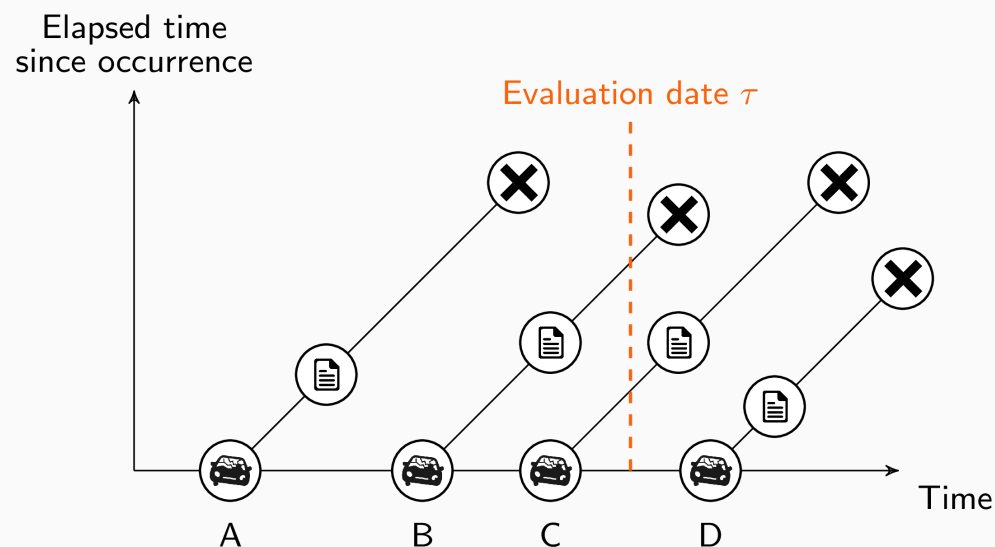 Elapsed time
since occurrence
Evaluation date τ
Time
A
B
C
D